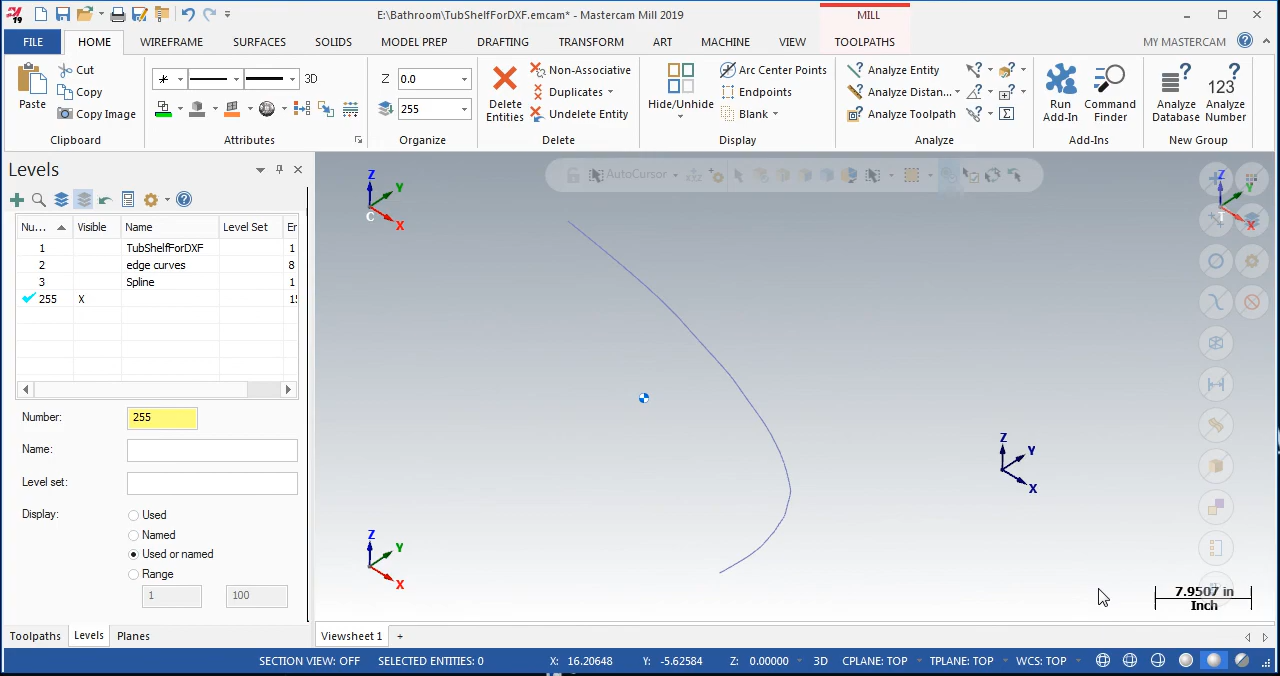 19
E:\Bathroom\TubShelfForDXF.emcam* - Mastercam Mill 2019
MILL
FILE HOME WIREFRAME SURFACES SOLIDS MODEL PREP DRAFTING TRANSFORM ART MACHINE VIEW TOOLPATHS MY MASTERCAM
Paste
Cut
Copy
Copy Image
Clipboard
3D
Attributes
Z 0.0
255
Organize
Delete Entities
Non-Associative
Duplicates
Undelete Entity
Delete
Hide/Unhide
Arc Center Points
Endpoints
Blank
Display
Analyze Entity
Analyze Distan...
Analyze Toolpath
Analyze
Run Add-In
Command Finder
Add-Ins
Analyze Database
123
Analyze Number
New Group
Levels
Nu... Visible Name Level Set En
1 TubShelfForDXF 1
2 edge curves 8
3 Spline 1
255 X 15
Number: 255
Name:
Level set:
Display: Used
Named
Used or named
Range
1 100
Toolpaths Levels Planes
AutoCursor
Z
Y
C
X
Z
Y
T
X
Z
Y
X
Z
Y
X
7.9507 in
Inch
Viewsheet 1 +
SECTION VIEW: OFF SELECTED ENTITIES: 0 X: 16.20648 Y: -5.62584 Z: 0.00000 3D CPLANE: TOP TPLANE: TOP WCS: TOP